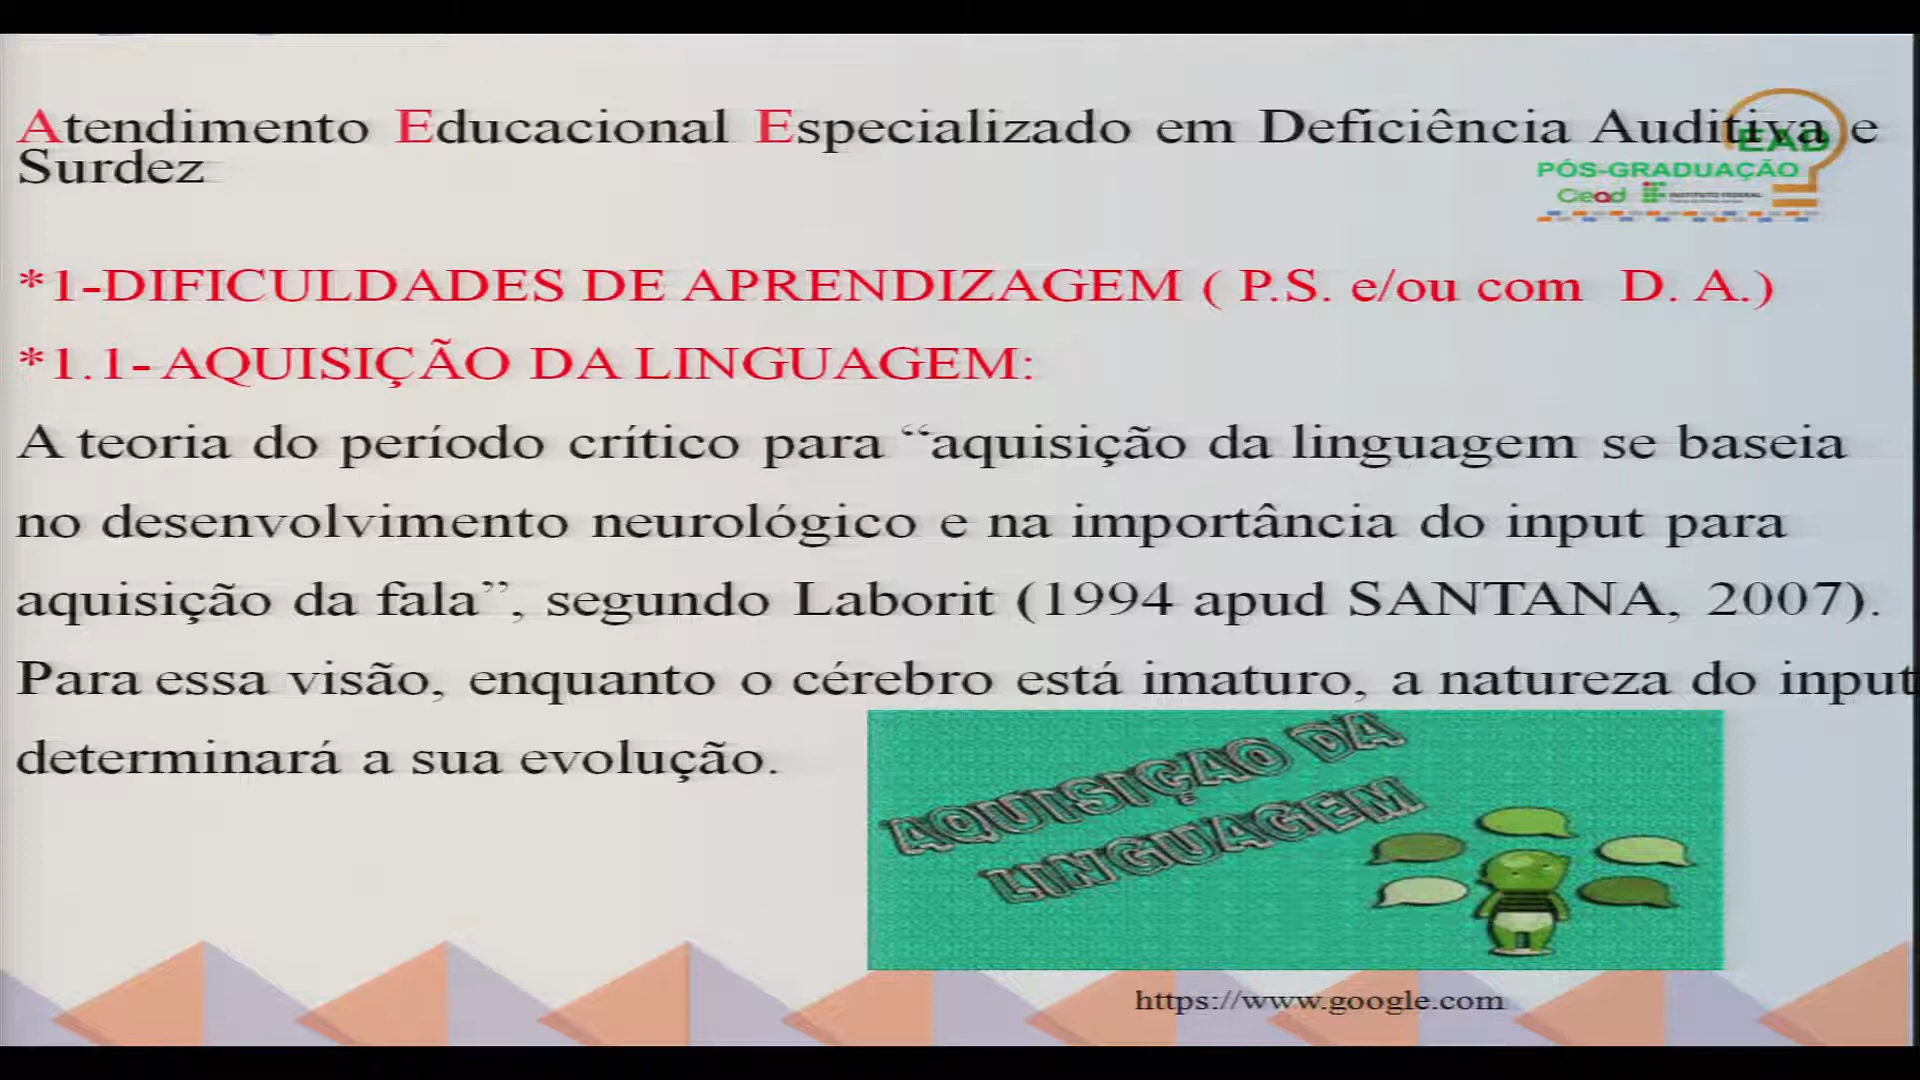 Atendimento Educacional Especializado em Deficiência Auditiva e
Surdez
EAD
PÓS-GRADUAÇÃO
Cead INSTITUTO FEDERAL
*1-DIFICULDADES DE APRENDIZAGEM ( P.S. e/ou com D. A.)
*1.1- AQUISIÇÃO DA LINGUAGEM:
A teoria do período crítico para “aquisição da linguagem se baseia
no desenvolvimento neurológico e na importância do input para
aquisição da fala”, segundo Laborit (1994 apud SANTANA, 2007).
Para essa visão, enquanto o cérebro está imaturo, a natureza do input
determinará a sua evolução.
AQUISIÇÃO DA
LINGUAGEM
https://www.google.com